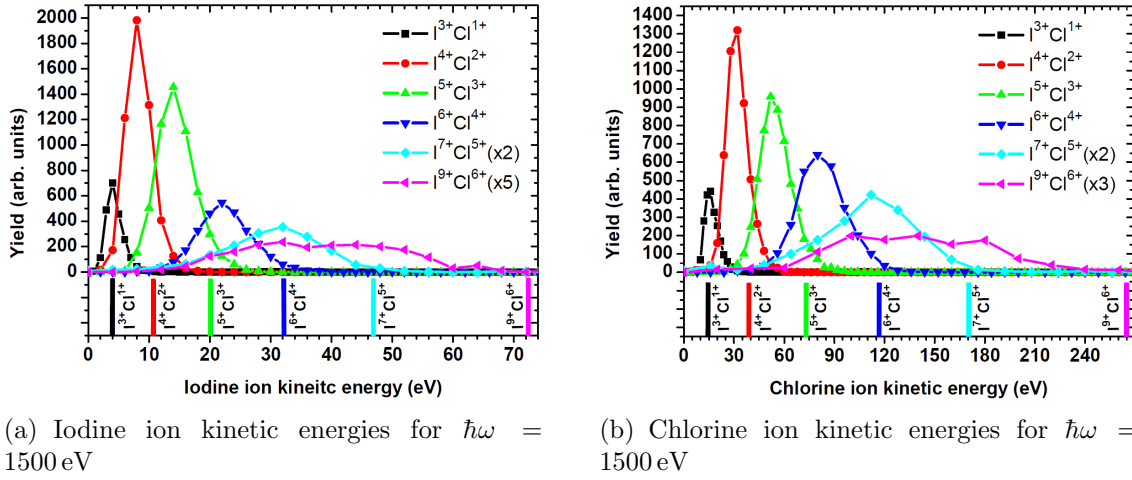 2000
1800
1600
1400
1200
1000
800
600
400
200
0
Yield (arb. units)
I³⁺Cl¹⁺
I⁴⁺Cl²⁺
I⁵⁺Cl³⁺
I⁶⁺Cl⁴⁺
I⁷⁺Cl⁵⁺(x2)
I⁹⁺Cl⁶⁺(x5)
I³⁺Cl¹⁺
I⁴⁺Cl²⁺
I⁵⁺Cl³⁺
I⁶⁺Cl⁴⁺
I⁷⁺Cl⁵⁺
I⁹⁺Cl⁶⁺
0 10 20 30 40 50 60 70
Iodine ion kineitc energy (eV)
(a) Iodine ion kinetic energies for ℏω =
1500 eV
1400
1300
1200
1100
1000
900
800
700
600
500
400
300
200
100
0
Yield (arb. units)
I³⁺Cl¹⁺
I⁴⁺Cl²⁺
I⁵⁺Cl³⁺
I⁶⁺Cl⁴⁺
I⁷⁺Cl⁵⁺(x2)
I⁹⁺Cl⁶⁺(x3)
I³⁺Cl¹⁺
I⁴⁺Cl²⁺
I⁵⁺Cl³⁺
I⁶⁺Cl⁴⁺
I⁷⁺Cl⁵⁺
I⁹⁺Cl⁶⁺
0 30 60 90 120 150 180 210 240
Chlorine ion kinetic energy (eV)
(b) Chlorine ion kinetic energies for ℏω =
1500 eV